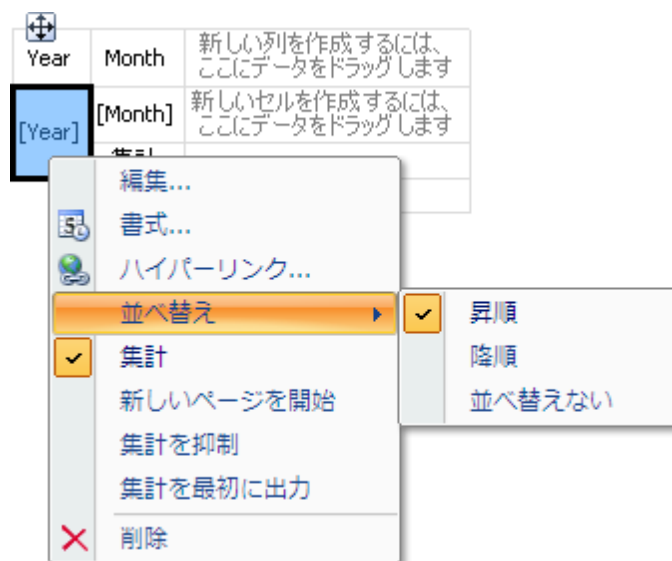 Year
Month
新しい列を作成するには、
ここにデータをドラッグします
[Year]
[Month]
新しいセルを作成するには、
ここにデータをドラッグします
編集...
書式...
ハイパーリンク...
並べ替え
集計
新しいページを開始
集計を抑制
集計を最初に出力
削除
昇順
降順
並べ替えない